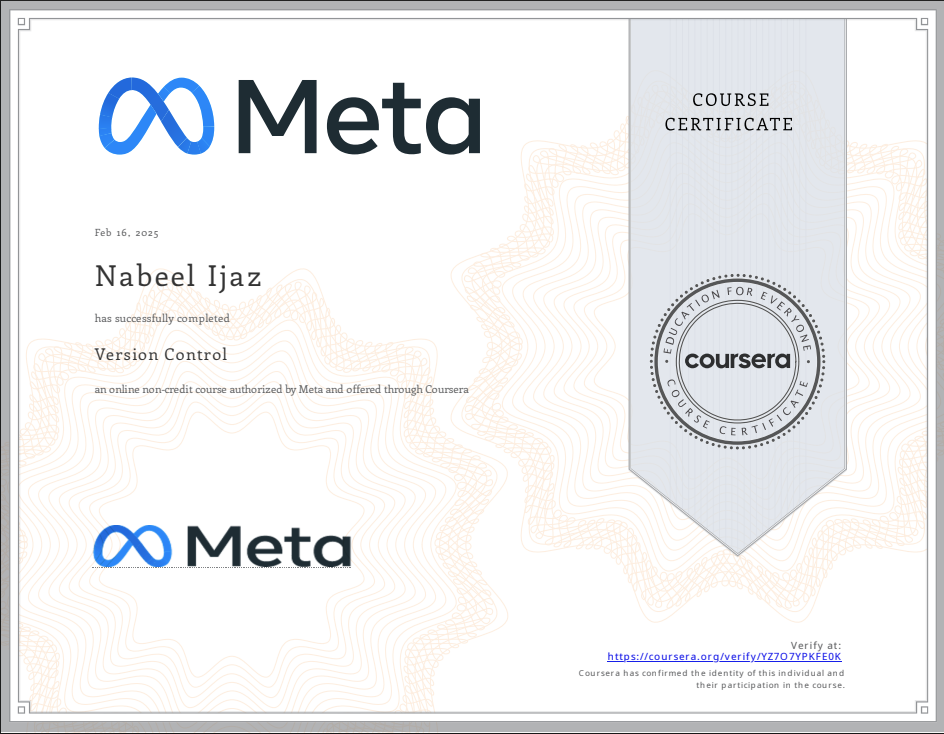 Meta
COURSE
CERTIFICATE
Feb 16, 2025
Nabeel Ijaz
has successfully completed
Version Control
an online non-credit course authorized by Meta and offered through Coursera
EDUCATION FOR EVERYONE
coursera
COURSE CERTIFICATE
Meta
Verify at:
https://coursera.org/verify/YZ7O7YPKFE0K
Coursera has confirmed the identity of this individual and
their participation in the course.